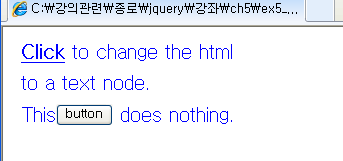 C:₩강의관련₩종로₩jquery₩강좌₩ch5₩ex5_...
Click to change the html
to a text node.
This button does nothing.